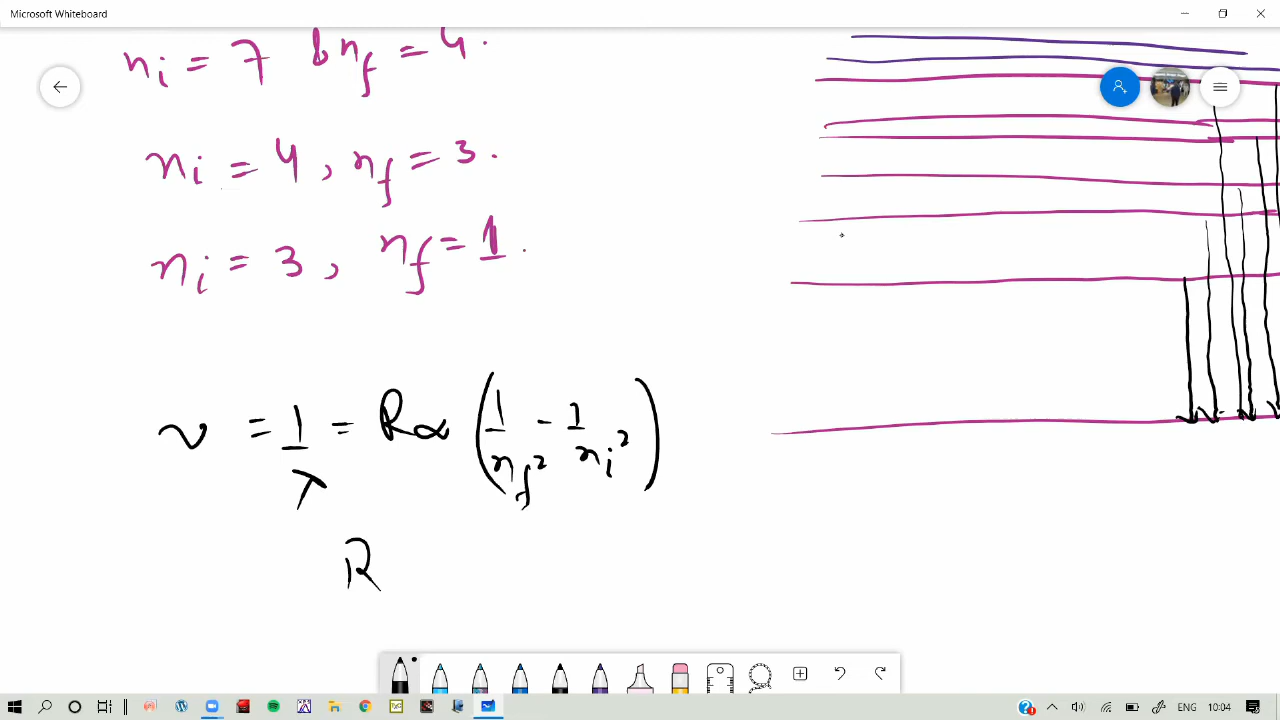 Microsoft Whiteboard
ni = 7 & nf = 4.
ni = 4, nf = 3.
ni = 3, nf = 1.
ν = 1/λ = R∝ (1/nf² - 1/ni²)
R
ENG 10:04